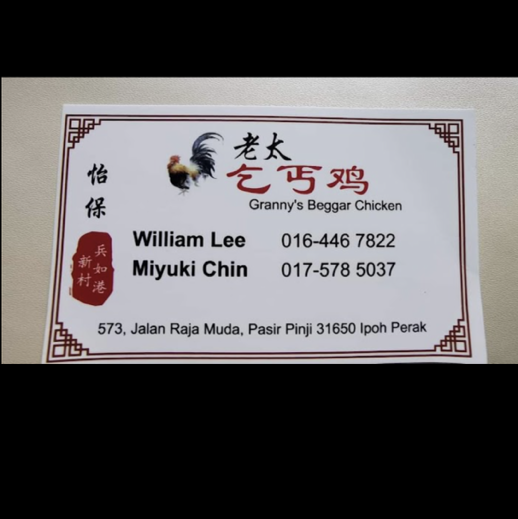 老太
乞丐鸡
Granny's Beggar Chicken
怡保
兵如港
新村
William Lee 016-446 7822
Miyuki Chin 017-578 5037
573, Jalan Raja Muda, Pasir Pinji 31650 Ipoh Perak